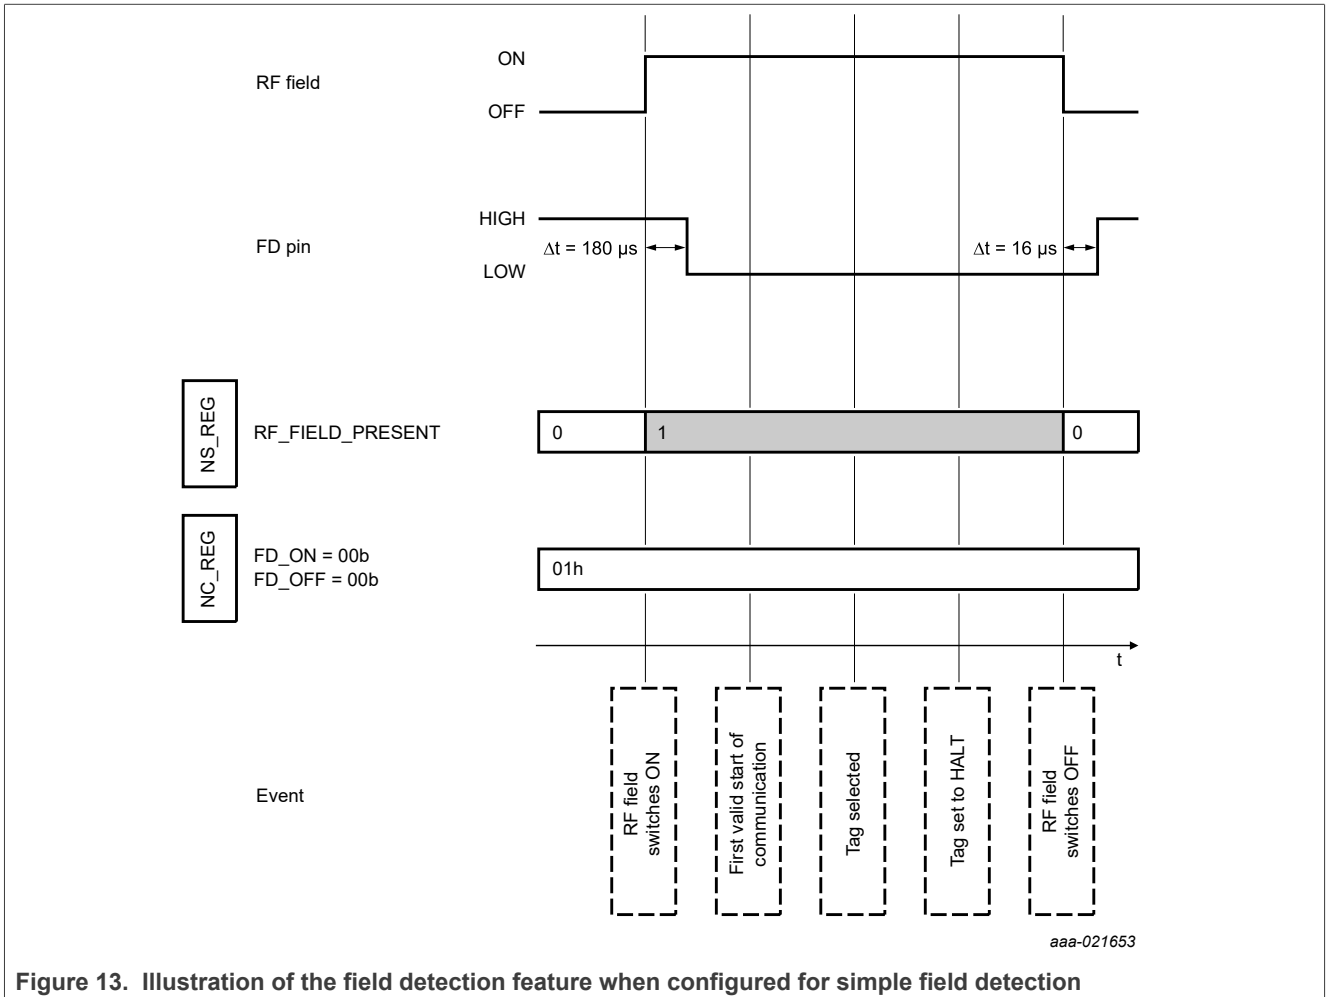 ON
RF field
OFF
HIGH
Δt = 180 μs
Δt = 16 μs
FD pin
LOW
NS_REG
RF_FIELD_PRESENT
0
1
0
NC_REG
FD_ON = 00b
FD_OFF = 00b
01h
t
Event
RF field
switches ON
First valid start of
communication
Tag selected
Tag set to HALT
RF field
switches OFF
aaa-021653
Figure 13. Illustration of the field detection feature when configured for simple field detection